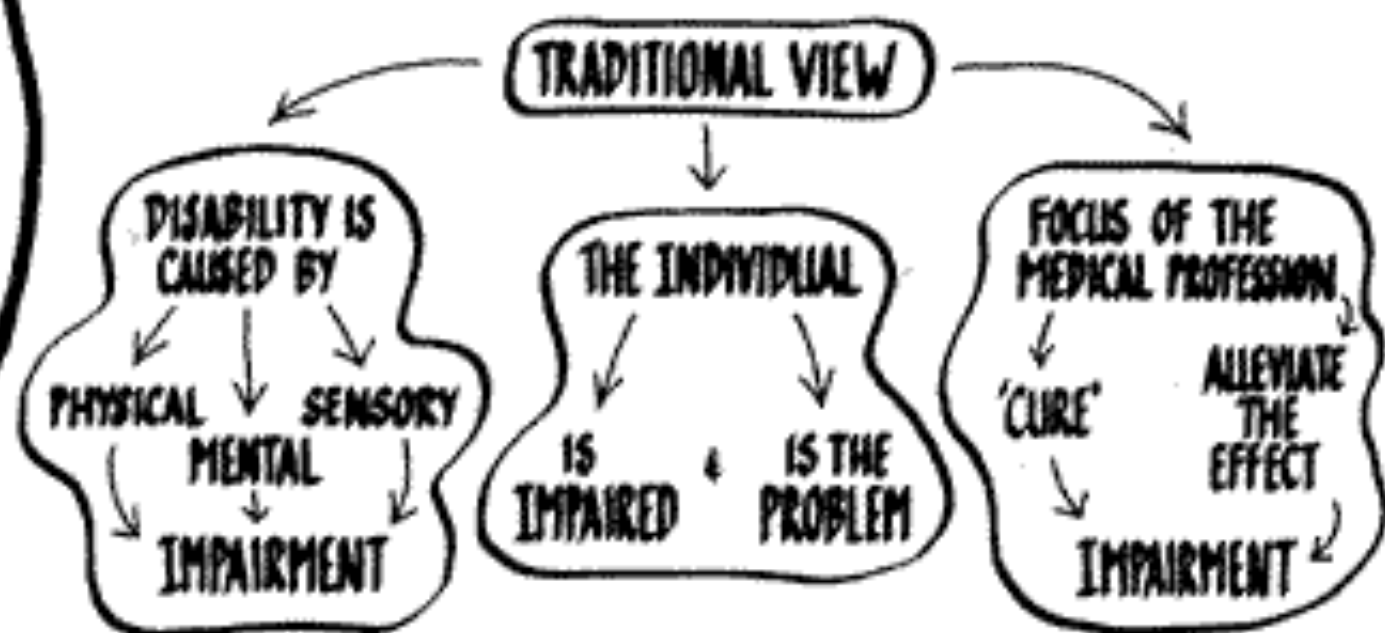 TRADITIONAL VIEW
DISABILITY IS
CAUSED BY
PHYSICAL
SENSORY
MENTAL
IMPAIRMENT
THE INDIVIDUAL
IS
IMPAIRED
&
IS THE
PROBLEM
FOCUS OF THE
MEDICAL PROFESSION
'CURE'
ALLEVIATE
THE
EFFECT
IMPAIRMENT